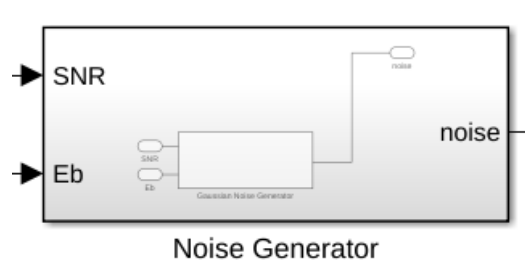 SNR
noise
noise
SNR
Eb
Eb
Gaussian Noise Generator
Noise Generator